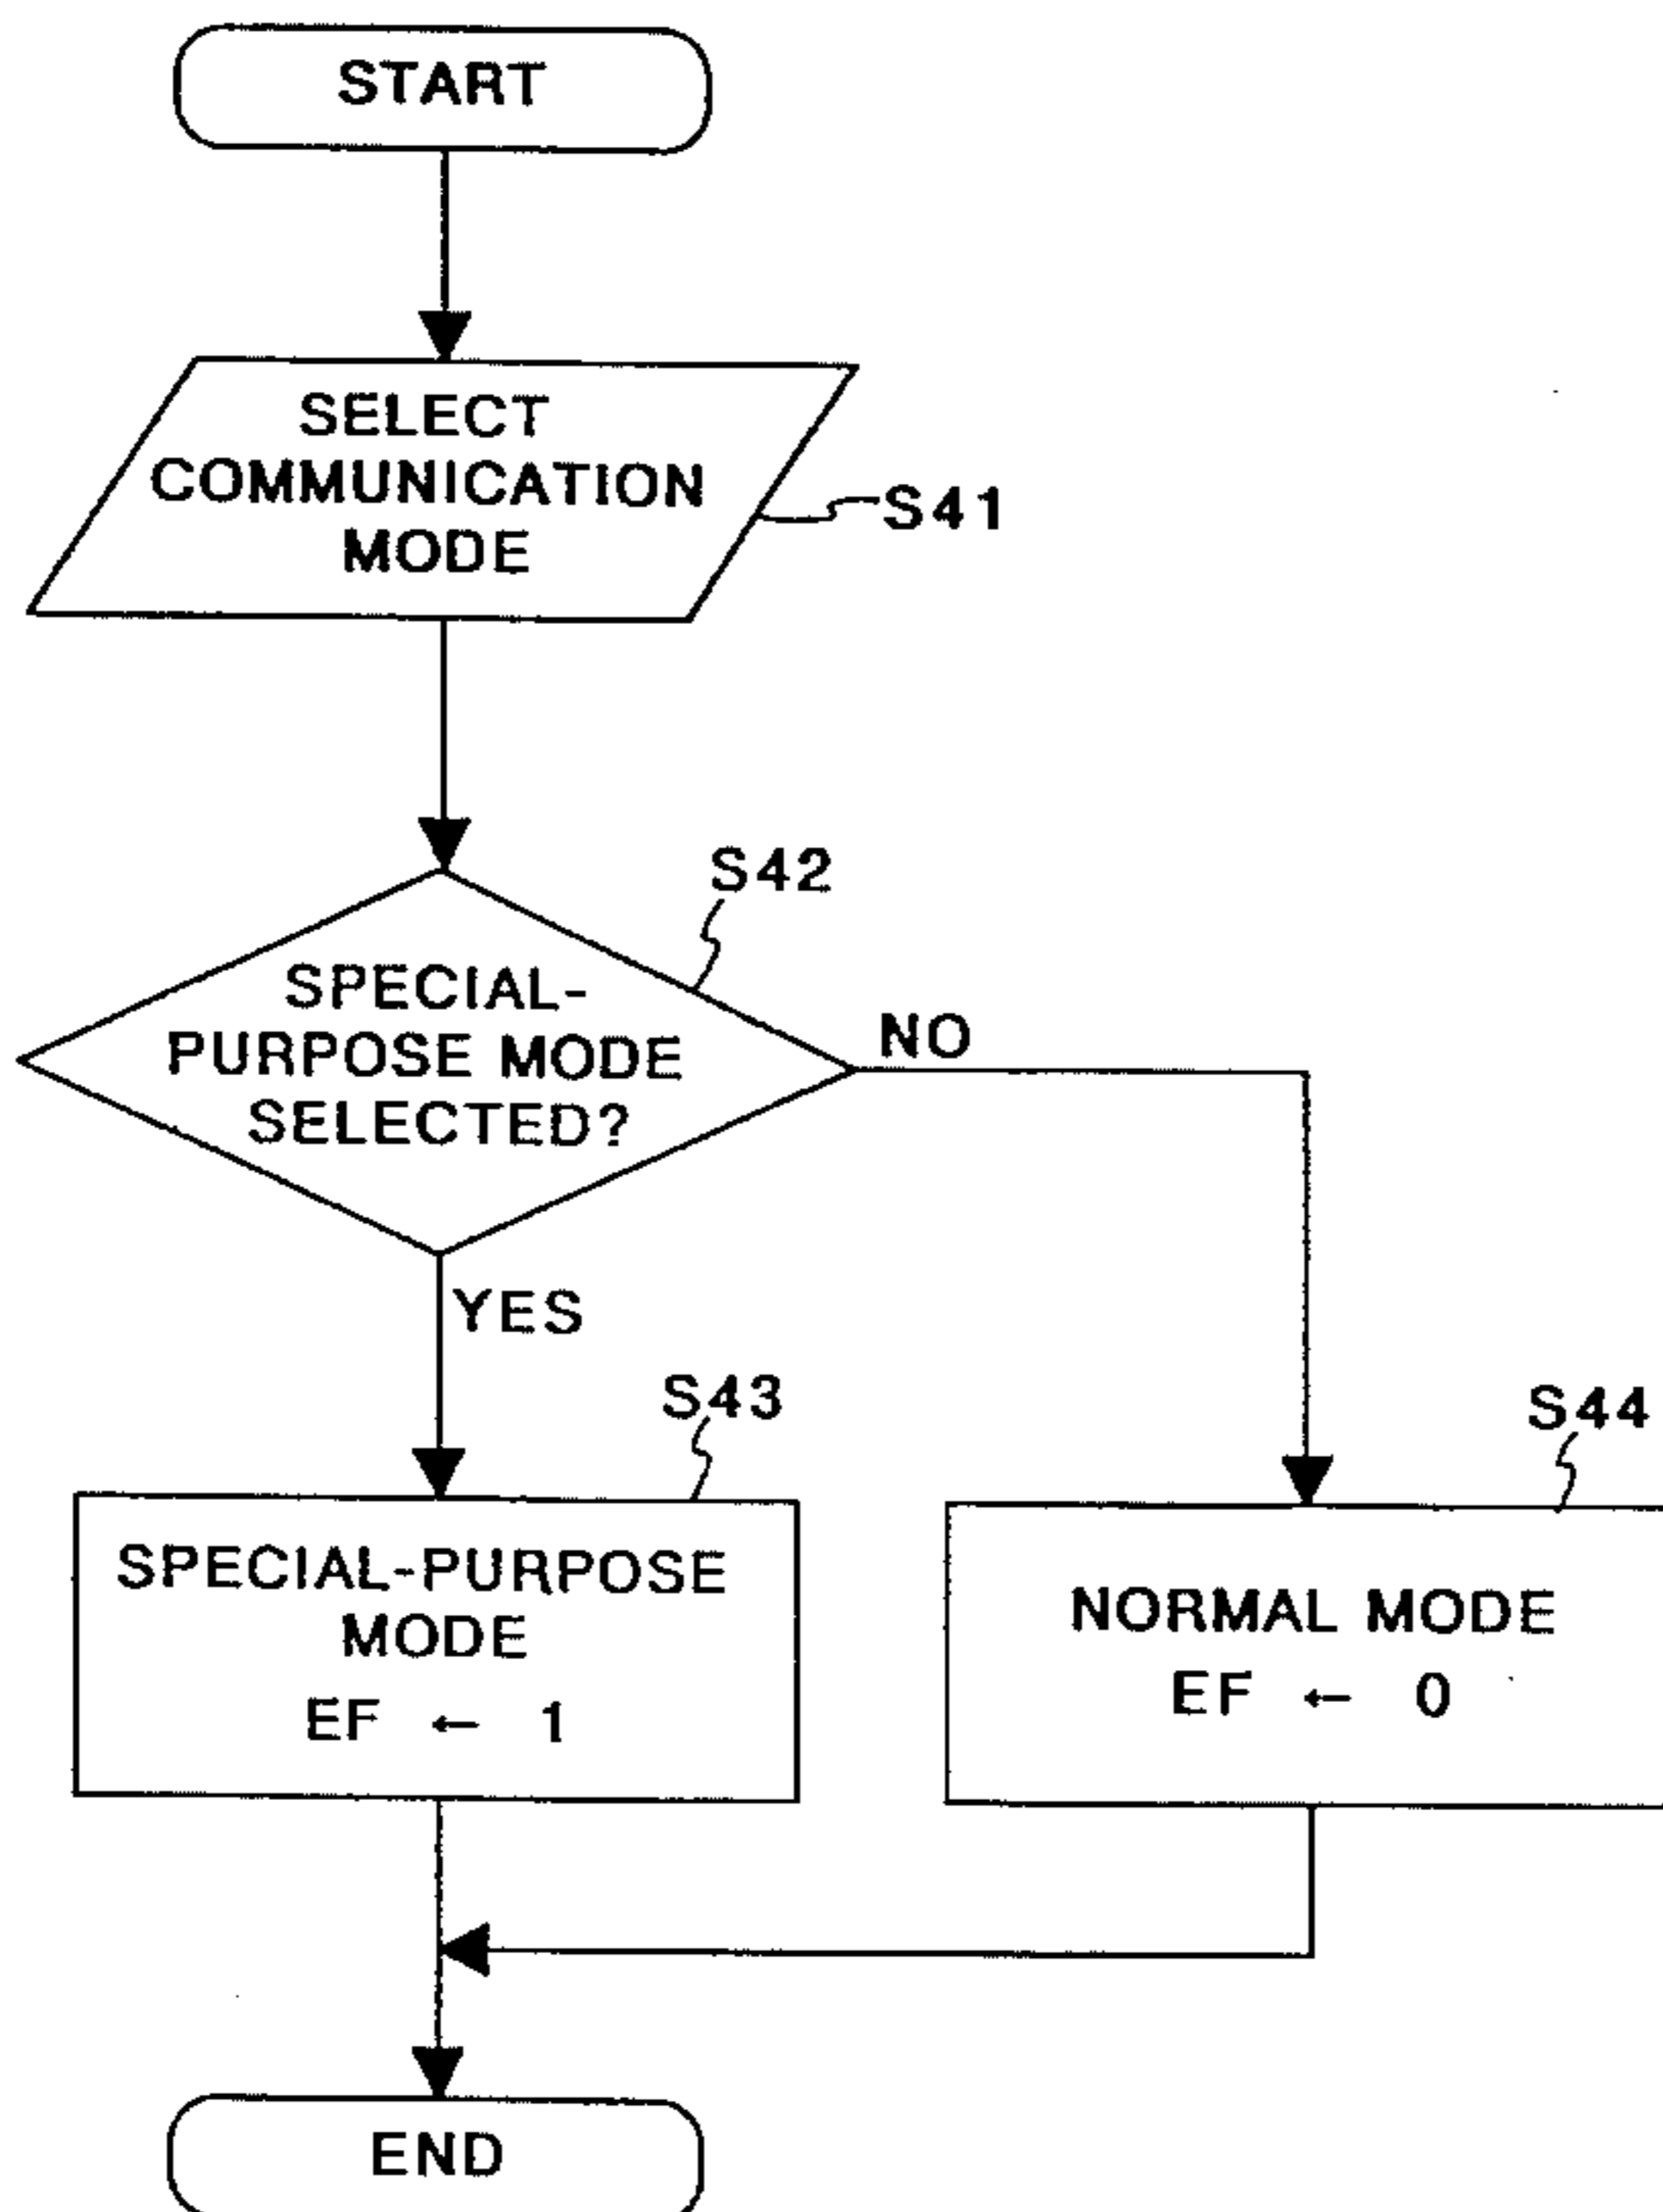 START
SELECT
COMMUNICATION
MODE
S41
S42
SPECIAL-
PURPOSE MODE
SELECTED?
NO
YES
S43
S44
SPECIAL-PURPOSE
MODE
EF ← 1
NORMAL MODE
EF ← 0
END